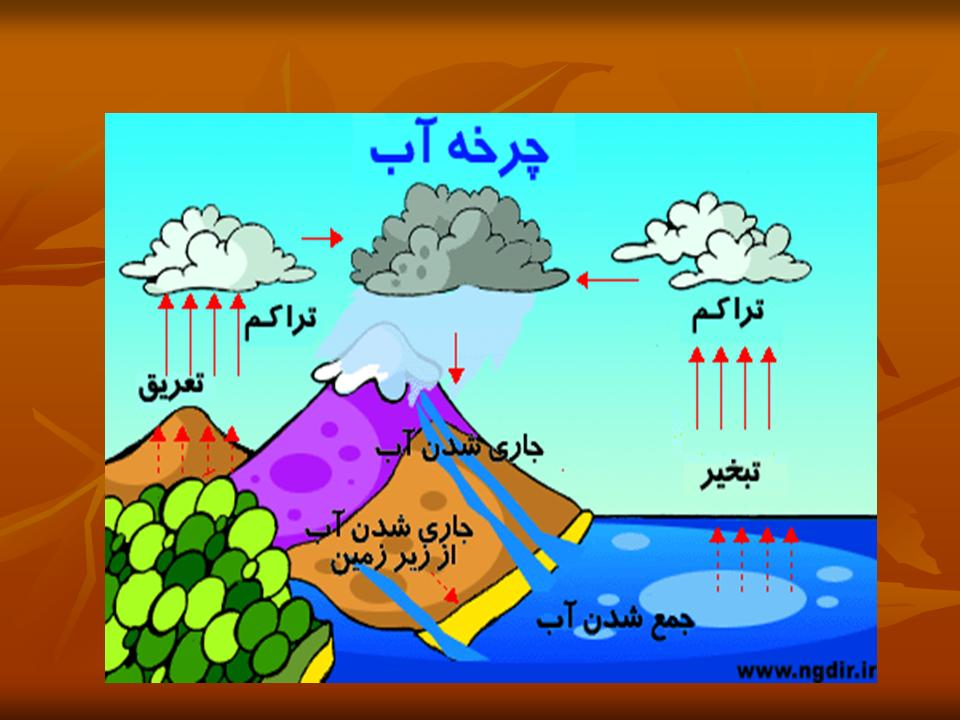 چرخه آب
تراکم
تراکم
تعریق
جاری شدن آب
تبخیر
جاری شدن آب
از زیر زمین
جمع شدن آب
www.ngdir.ir